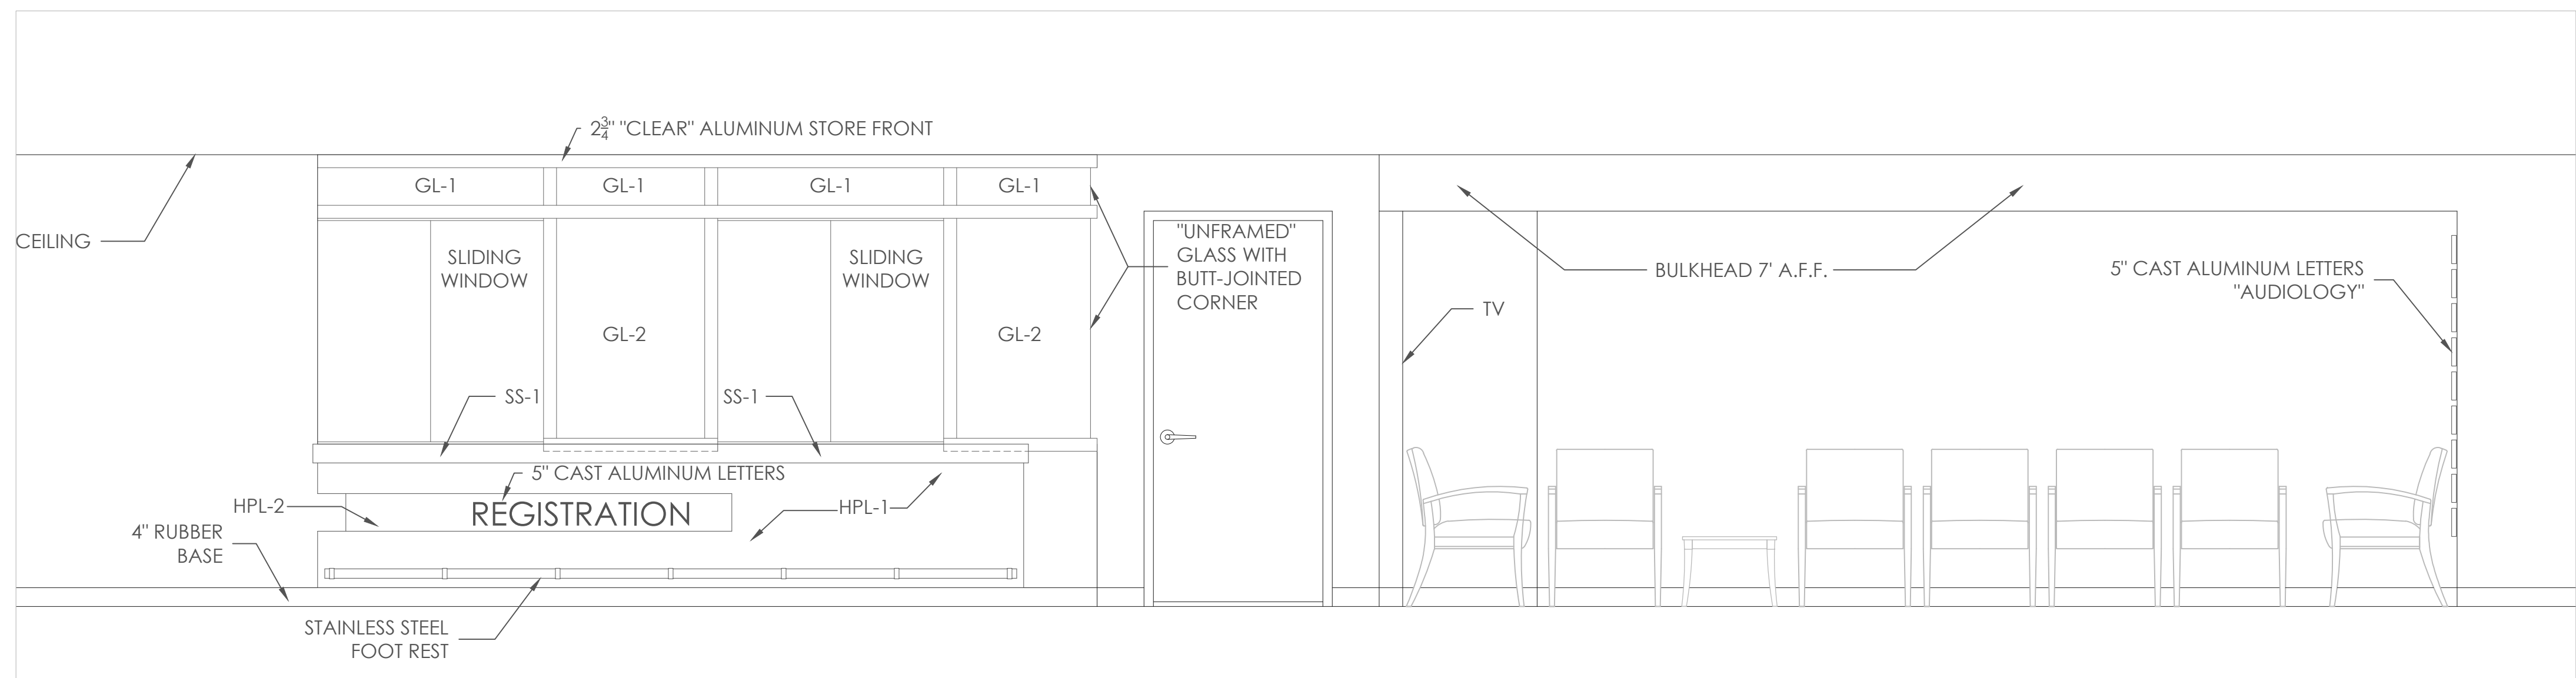 2¾" "CLEAR" ALUMINUM STORE FRONT
GL-1
GL-1
GL-1
GL-1
CEILING
SLIDING
WINDOW
SLIDING
WINDOW
"UNFRAMED"
GLASS WITH
BUTT-JOINTED
CORNER
BULKHEAD 7' A.F.F.
5" CAST ALUMINUM LETTERS
"AUDIOLOGY"
TV
GL-2
GL-2
SS-1
SS-1
5" CAST ALUMINUM LETTERS
HPL-2
REGISTRATION
HPL-1
4" RUBBER
BASE
STAINLESS STEEL
FOOT REST